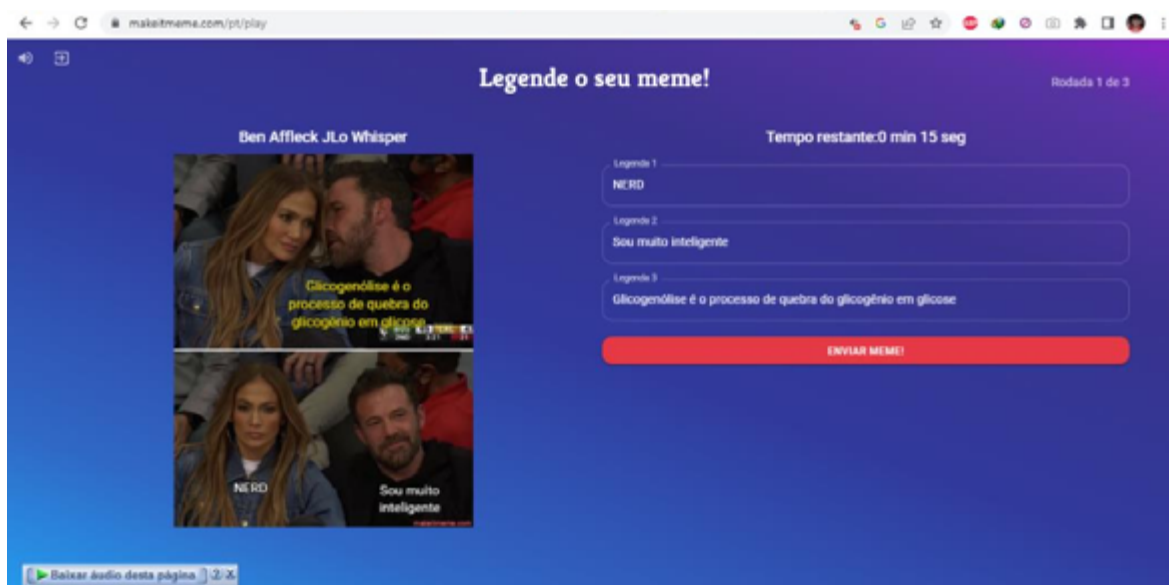 makeitmeme.com/pt/play
Legende o seu meme!
Rodada 1 de 3
Ben Affleck JLo Whisper
Glicogenólise é o
processo de quebra do
glicogênio em glicose
NERD
Sou muito
inteligente
makeitmeme.com
Tempo restante:0 min 15 seg
Legenda 1
NERD
Legenda 2
Sou muito inteligente
Legenda 3
Glicogenólise é o processo de quebra do glicogênio em glicose
ENVIAR MEME!
Baixar áudio desta página
? X